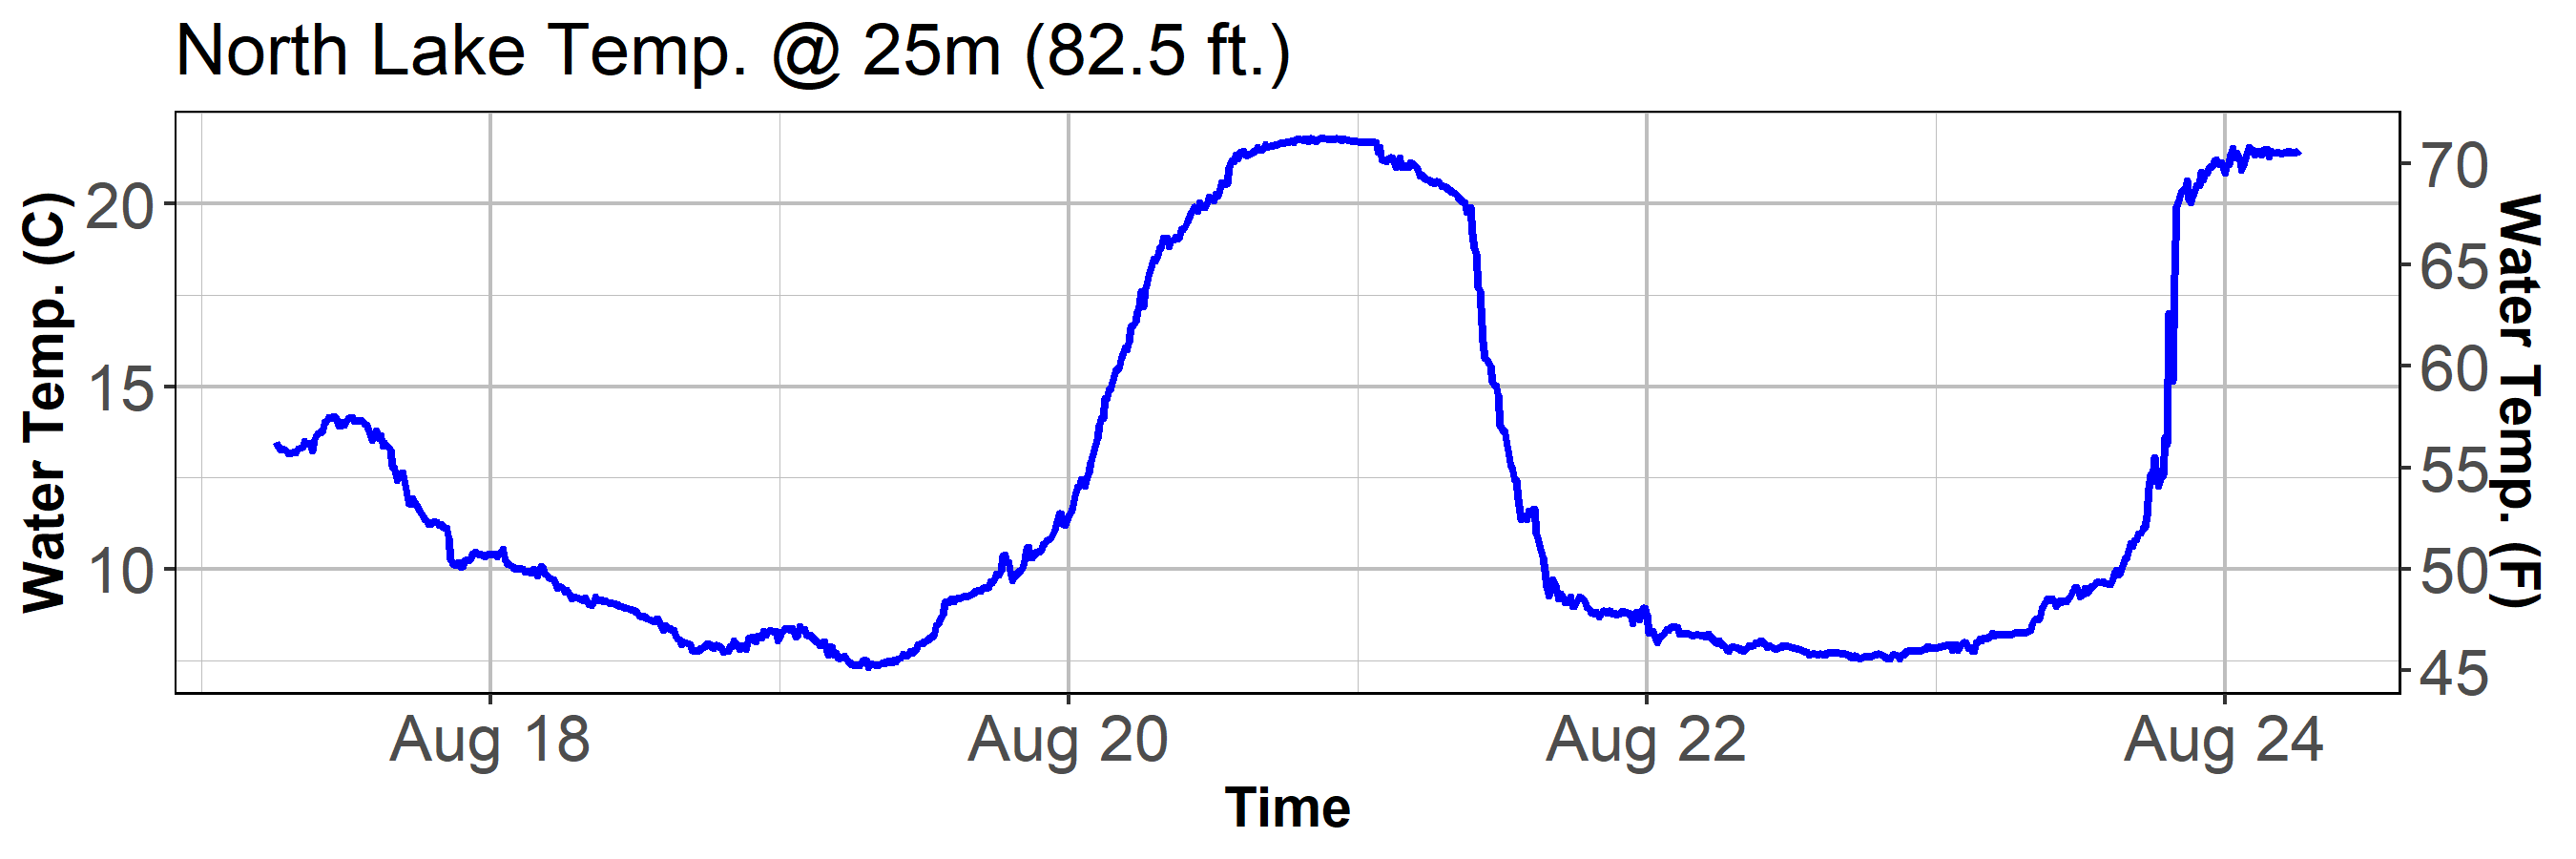 North Lake Temp. @ 25m (82.5 ft.)
Water Temp. (C)
20
15
10
70
65
60
55
50
45
Water Temp. (F)
Aug 18 Aug 20 Aug 22 Aug 24
Time